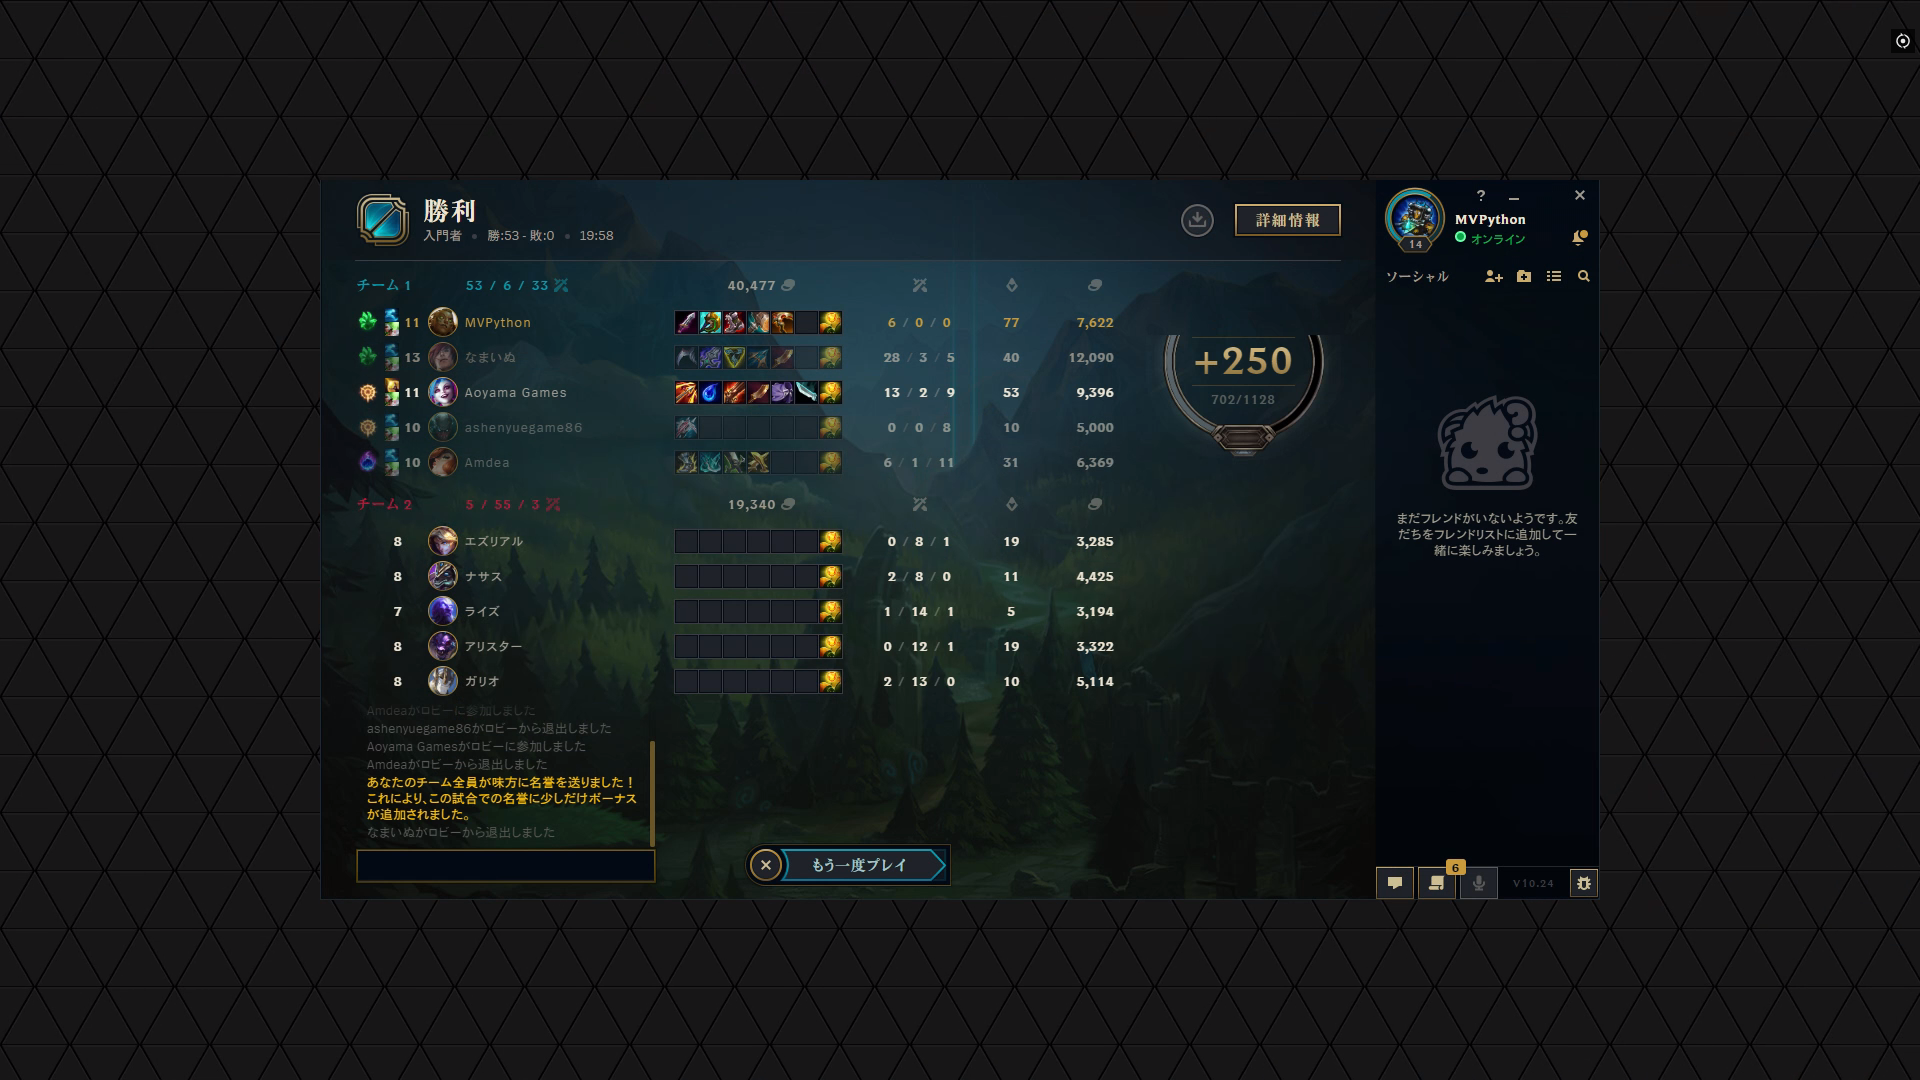 勝利
入門者 • 勝:53 - 敗:0 • 19:58
詳細情報
チーム 1 53 / 6 / 33 40,477
11 MVPython 6 / 0 / 0 77 7,622
13 なまいぬ 28 / 3 / 5 40 12,090
11 Aoyama Games 13 / 2 / 9 53 9,396
10 ashenyuegame86 0 / 0 / 8 10 5,000
10 Amdea 6 / 1 / 11 31 6,369
チーム 2 5 / 55 / 3 19,340
8 エズリアル 0 / 8 / 1 19 3,285
8 ナサス 2 / 8 / 0 11 4,425
7 ライズ 1 / 14 / 1 5 3,194
8 アリスター 0 / 12 / 1 19 3,322
8 ガリオ 2 / 13 / 0 10 5,114
+250
702/1128
Amdeaがロビーに参加しました
ashenyuegame86がロビーから退出しました
Aoyama Gamesがロビーに参加しました
Amdeaがロビーから退出しました
あなたのチーム全員が味方に名誉を送りました！
これにより、この試合での名誉に少しだけボーナス
が追加されました。
なまいぬがロビーから退出しました
もう一度プレイ
?
MVPython
オンライン
14
ソーシャル
まだフレンドがいないようです。友
だちをフレンドリストに追加して一
緒に楽しみましょう。
6
V10.24